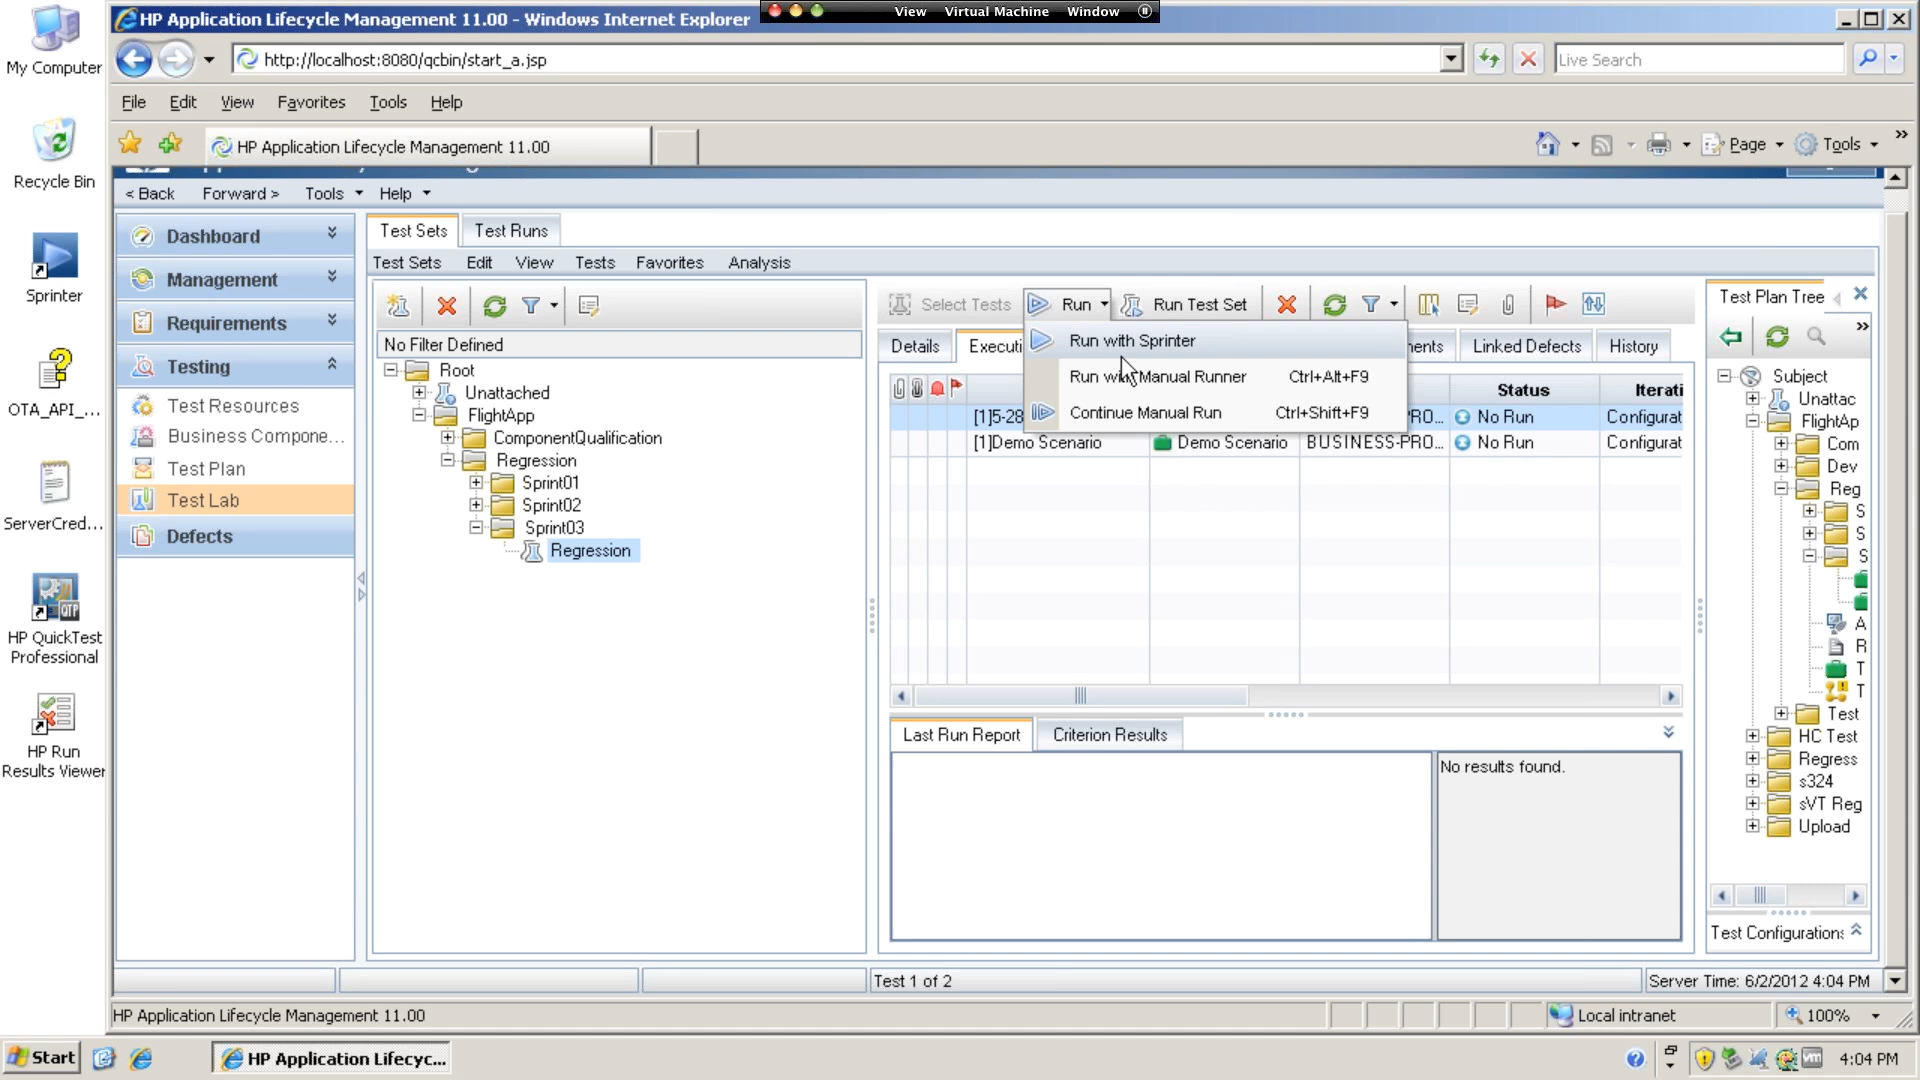 My Computer
Recycle Bin
Sprinter
OTA_API_...
ServerCred...
QTP
HP QuickTest
Professional
HP Run
Results Viewer
View Virtual Machine Window
HP Application Lifecycle Management 11.00 - Windows Internet Explorer
http://localhost:8080/qcbin/start_a.jsp
Live Search
File Edit View Favorites Tools Help
HP Application Lifecycle Management 11.00
Page Tools
< Back Forward > Tools Help
Dashboard
Management
Requirements
Testing
Test Resources
Business Compone...
Test Plan
Test Lab
Defects
Test Sets Test Runs
Test Sets Edit View Tests Favorites Analysis
No Filter Defined
Root
Unattached
FlightApp
ComponentQualification
Regression
Sprint01
Sprint02
Sprint03
Regression
Select Tests Run Run Test Set
Run with Sprinter
Run with Manual Runner Ctrl+Alt+F9
Continue Manual Run Ctrl+Shift+F9
Details Executi ments Linked Defects History
Status Iterati
[1]5-28 -PRO... No Run Configurat
[1]Demo Scenario Demo Scenario BUSINESS-PRO... No Run Configurat
Last Run Report Criterion Results
No results found.
Test Plan Tree
Subject
Unattac
FlightAp
Com
Dev
Reg
S
S
S
A
R
T
T
Test
HC Test
Regress
s324
sVT Reg
Upload
Test Configurations
Test 1 of 2
Server Time: 6/2/2012 4:04 PM
HP Application Lifecycle Management 11.00
Local intranet
100%
Start
HP Application Lifecyc...
vm
4:04 PM